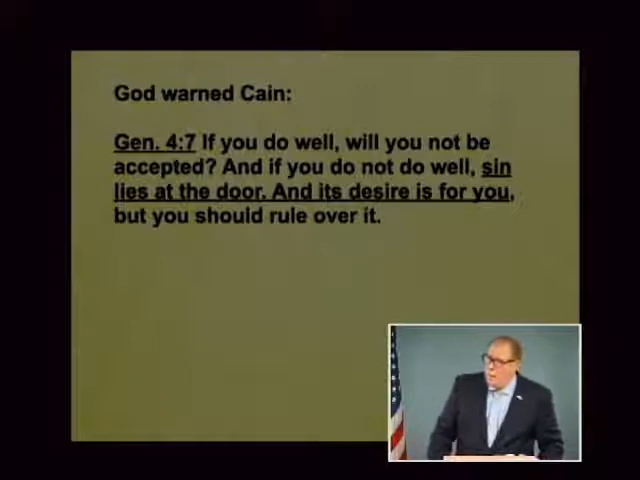 God warned Cain:
Gen. 4:7 If you do well, will you not be
accepted? And if you do not do well, sin
lies at the door. And its desire is for you,
but you should rule over it.